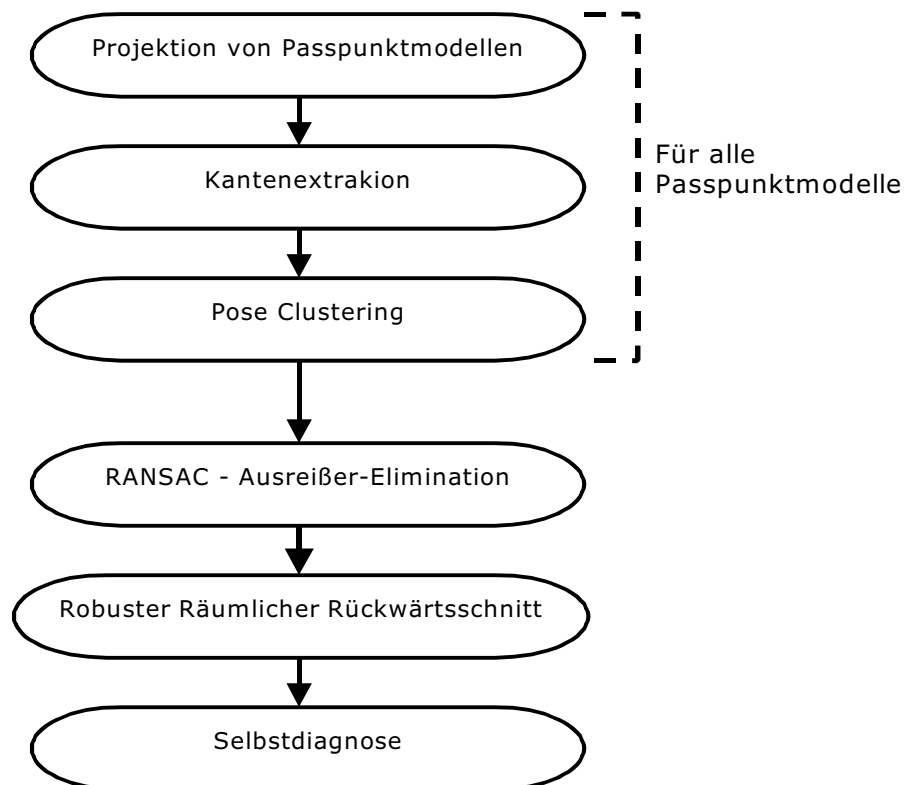 Projektion von Passpunktmodellen
Kantenextrakion
Für alle
Passpunktmodelle
Pose Clustering
RANSAC - Ausreißer-Elimination
Robuster Räumlicher Rückwärtsschnitt
Selbstdiagnose